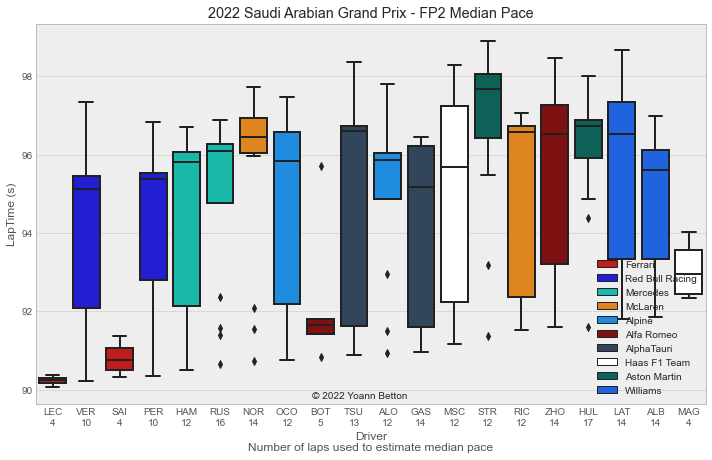 2022 Saudi Arabian Grand Prix - FP2 Median Pace
98
96
94
92
90
LapTime (s)
Ferrari
Red Bull Racing
Mercedes
McLaren
Alpine
Alfa Romeo
AlphaTauri
Haas F1 Team
Aston Martin
Williams
© 2022 Yoann Betton
LEC VER SAI PER HAM RUS NOR OCO BOT TSU ALO GAS MSC STR RIC ZHO HUL LAT ALB MAG
4 12 4 14 12 16 14 12 5 13 12 14 12 12 12 14 17 14 14 4
Driver
Number of laps used to estimate median pace